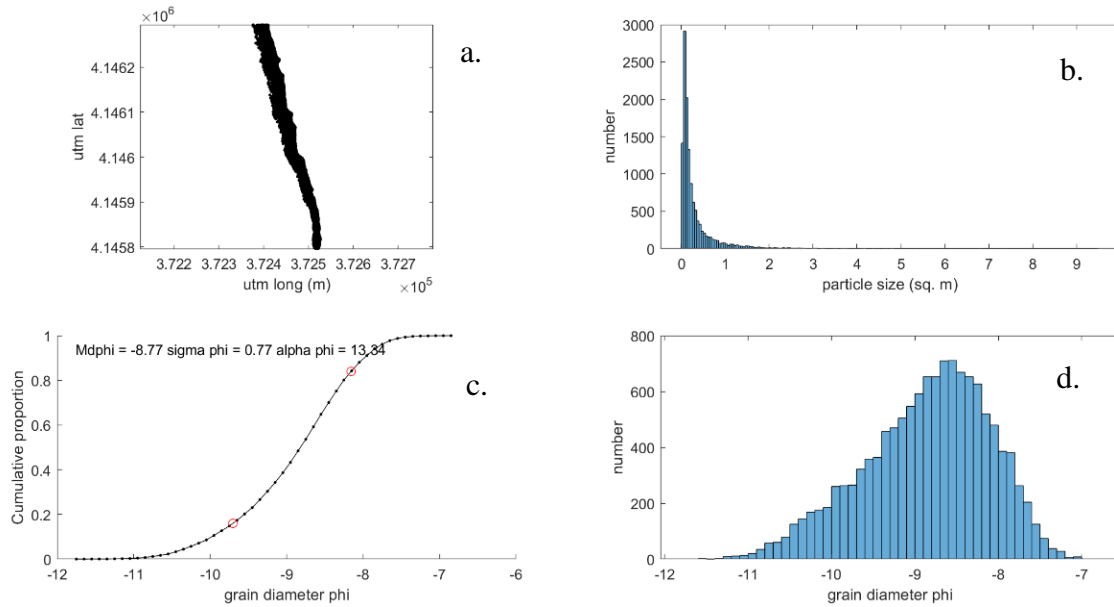 ×10⁶
4.1462
4.1461
4.146
4.1459
4.1458
utm lat
3.722 3.723 3.724 3.725 3.726 3.727
utm long (m)
×10⁵
a.
3000
2500
2000
1500
1000
500
0
number
0 1 2 3 4 5 6 7 8 9
particle size (sq. m)
b.
1
0.8
0.6
0.4
0.2
0
Cumulative proportion
Mdphi = -8.77 sigma phi = 0.77 alpha phi = 13.34
-12 -11 -10 -9 -8 -7 -6
grain diameter phi
c.
800
600
400
200
0
number
-12 -11 -10 -9 -8 -7
grain diameter phi
d.